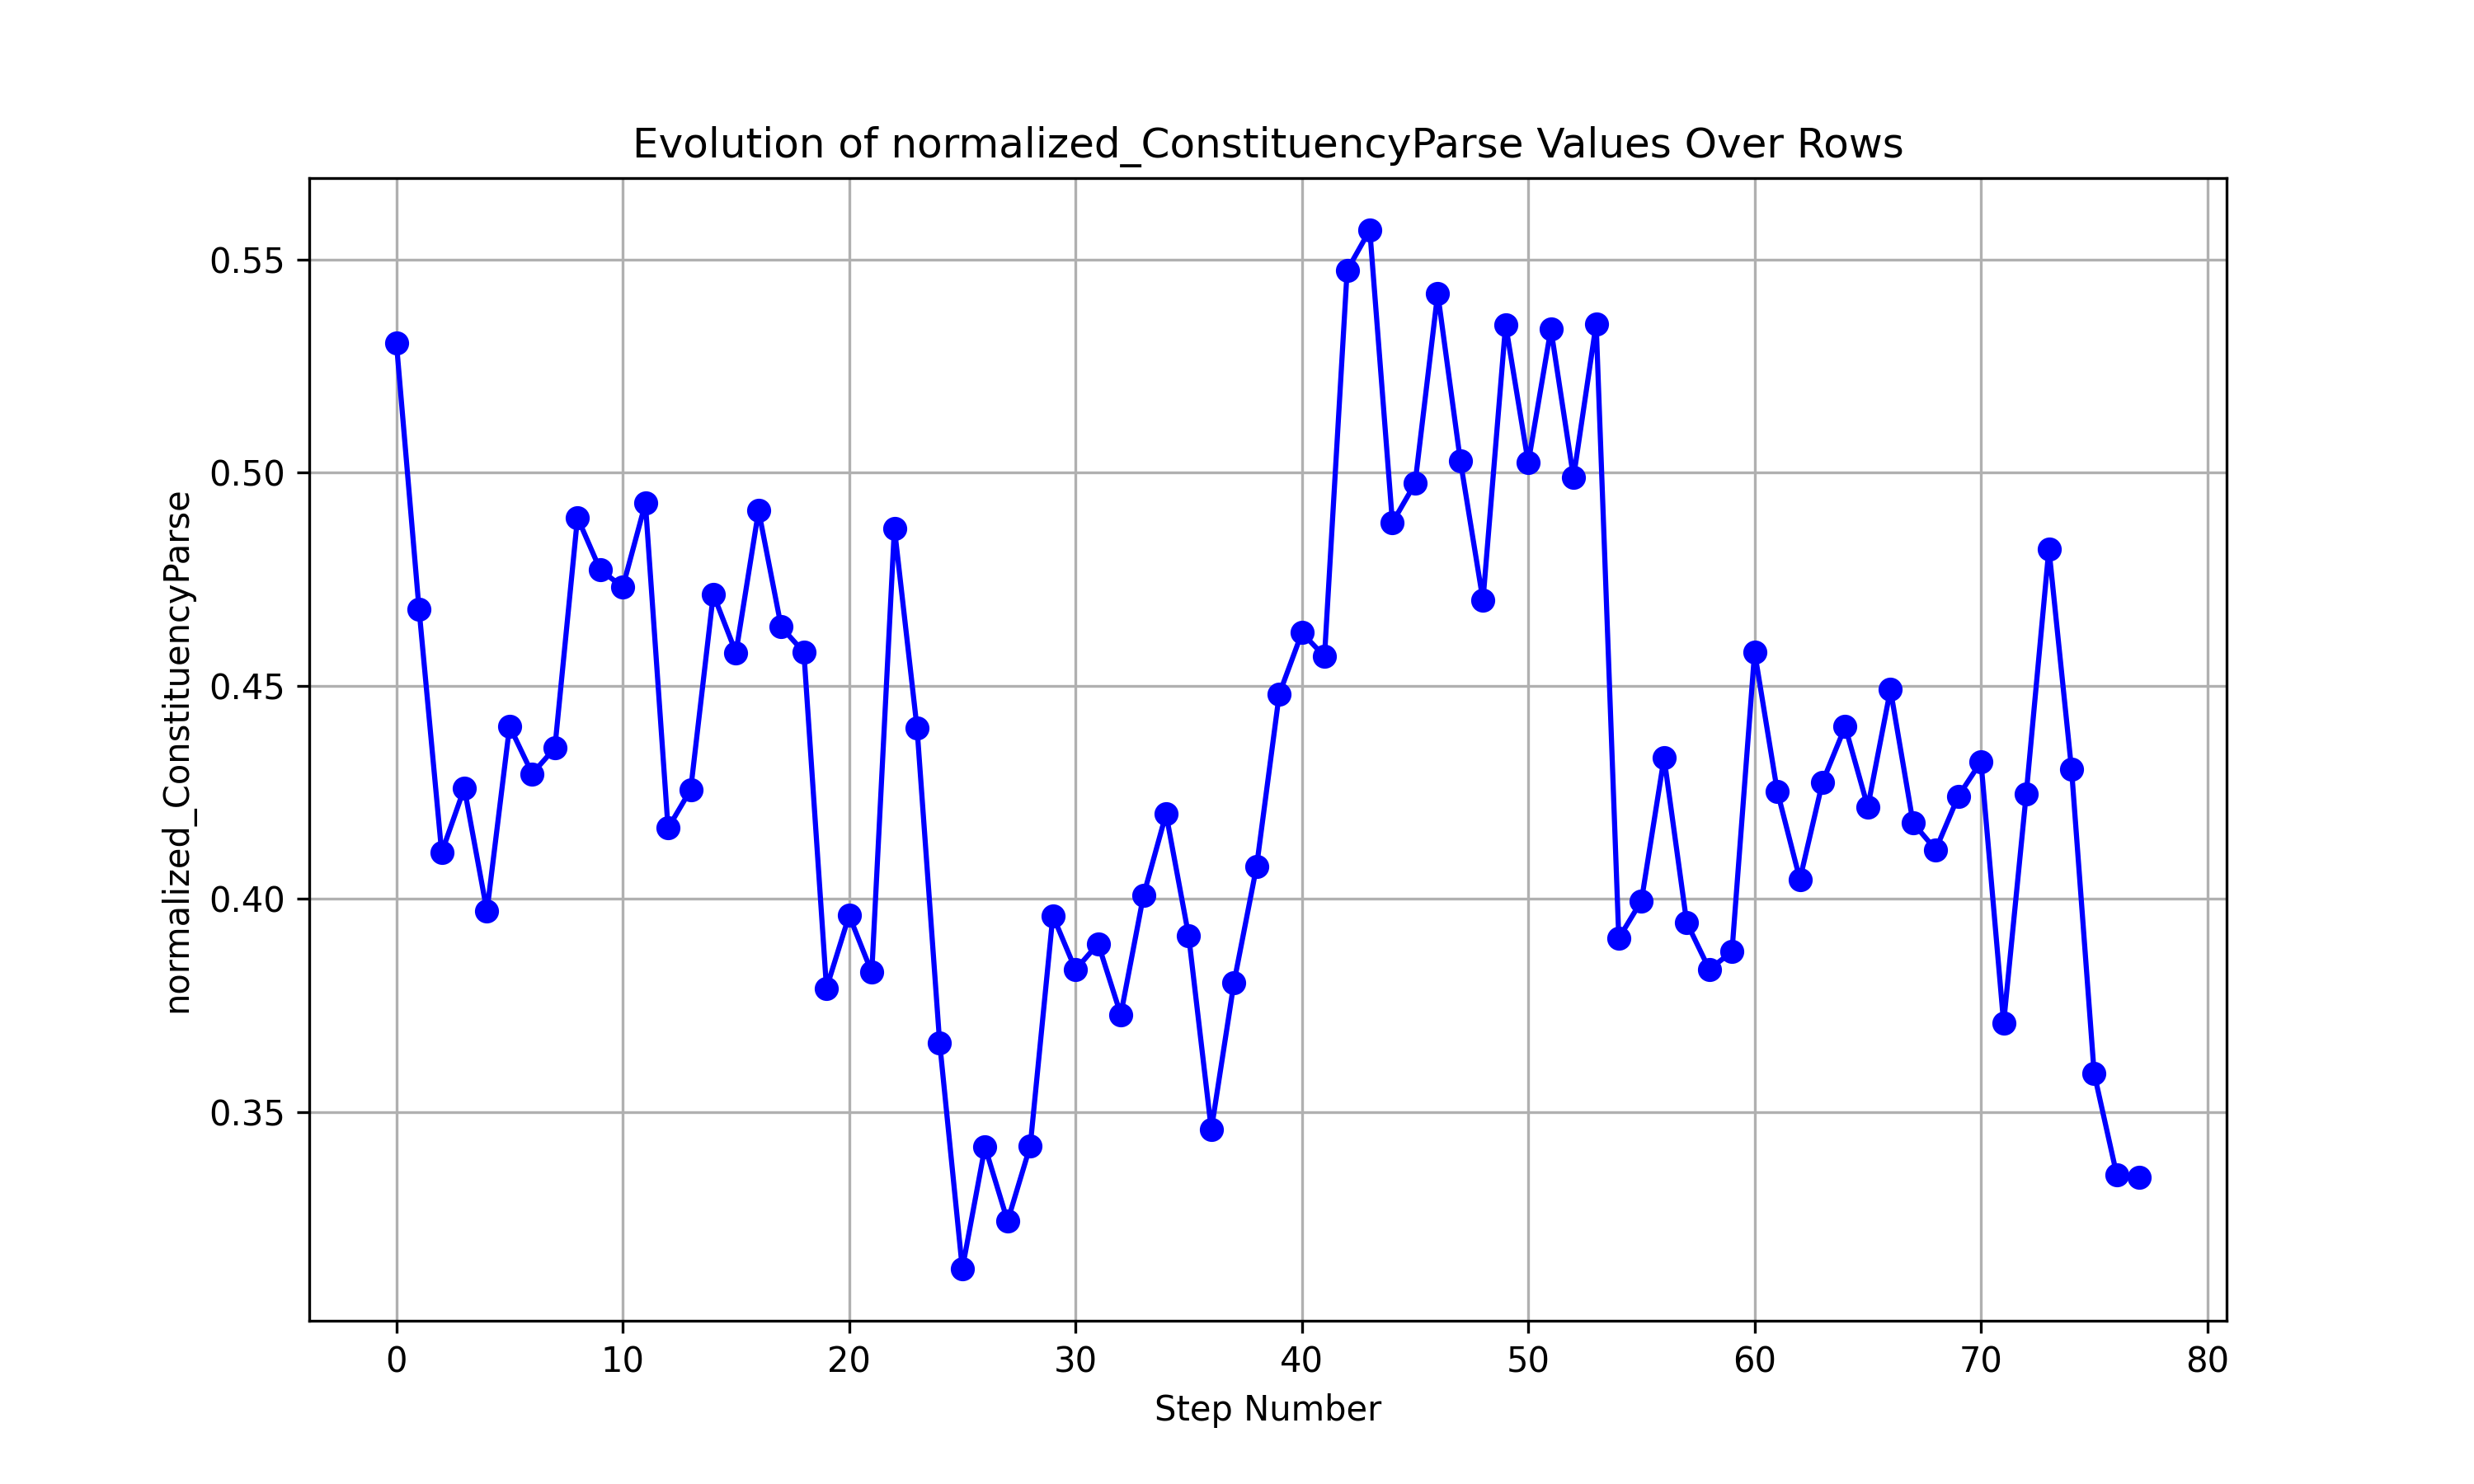 Evolution of normalized_ConstituencyParse Values Over Rows
normalized_ConstituencyParse
0.55
0.50
0.45
0.40
0.35
0 10 20 30 40 50 60 70 80
Step Number